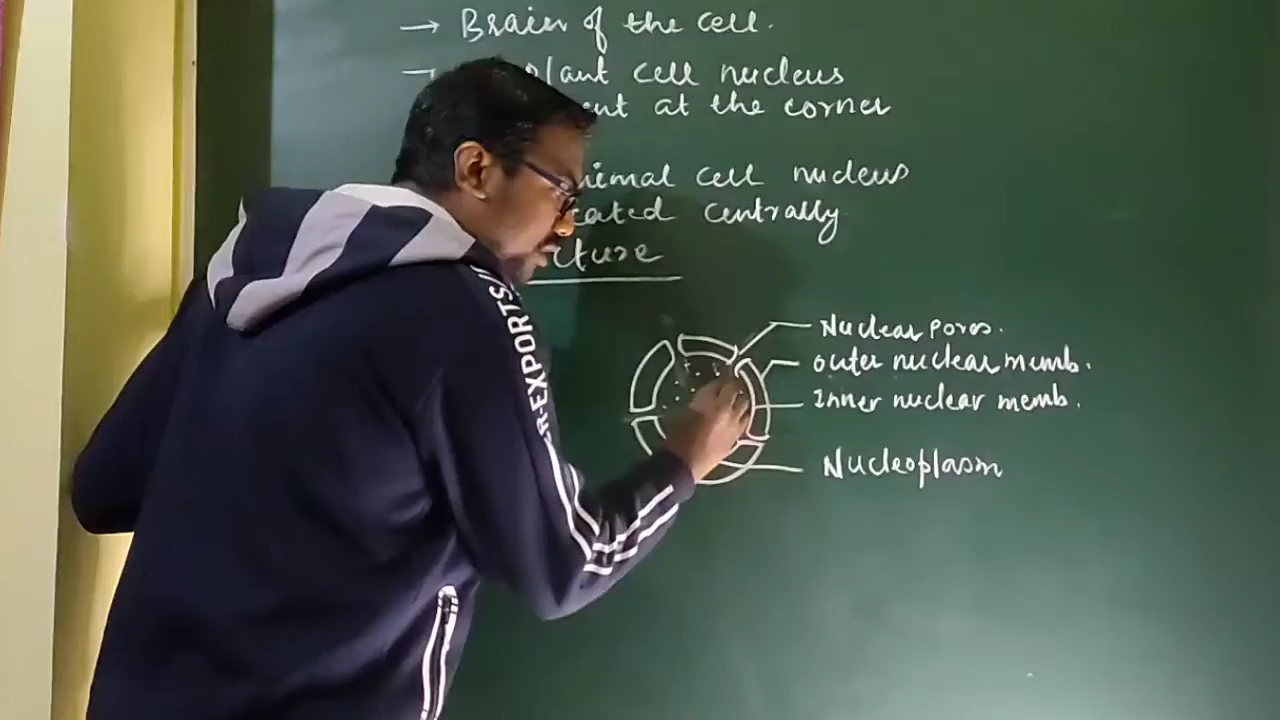 → Brain of the cell.
→ plant cell nucleus
at the corner
cell nucleus
centrally
Nuclear pores.
outer nuclear memb.
Inner nuclear memb.
Nucleoplasm
R-EXPORTS